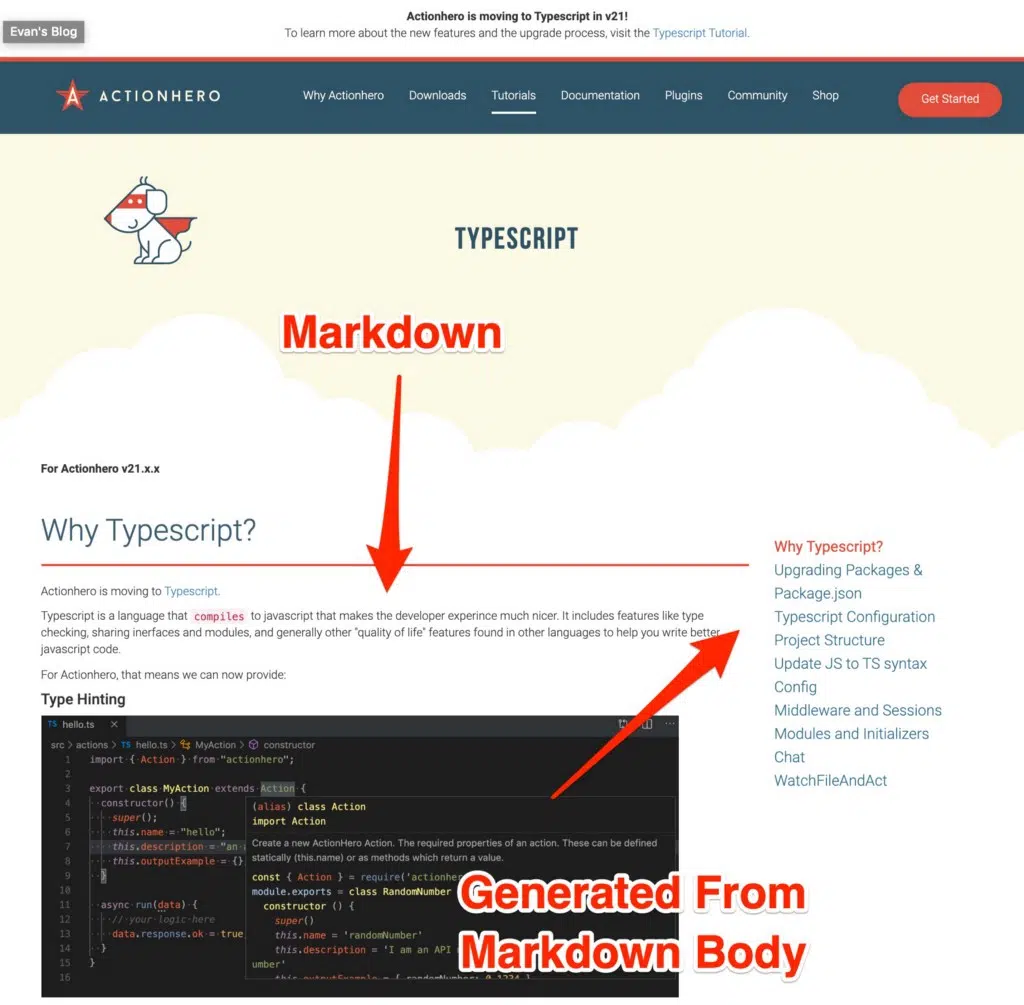 Actionhero is moving to Typescript in v21!
To learn more about the new features and the upgrade process, visit the Typescript Tutorial.
Evan's Blog
ACTIONHERO
Why Actionhero
Downloads
Tutorials
Documentation
Plugins
Community
Shop
Get Started
TYPESCRIPT
Markdown
For Actionhero v21.x.x
Why Typescript?
Actionhero is moving to Typescript.
Typescript is a language that compiles to javascript that makes the developer experince much nicer. It includes features like type
checking, sharing inerfaces and modules, and generally other "quality of life" features found in other languages to help you write better
javascript code.
For Actionhero, that means we can now provide:
Type Hinting
Why Typescript?
Upgrading Packages &
Package.json
Typescript Configuration
Project Structure
Update JS to TS syntax
Config
Middleware and Sessions
Modules and Initializers
Chat
WatchFileAndAct
TS hello.ts ×
src > actions > TS hello.ts > MyAction > constructor
1 import { Action } from "actionhero";
2
3 export class MyAction extends Action {
4 constructor() {
5 super();
6 this.name = "hello";
7 this.description = "an
8 this.outputExample = {}
9 }
10
11 async run(data) {
12 // your logic here
13 data.response.ok = true
14 }
15 }
16
(alias) class Action
import Action
Create a new ActionHero Action. The required properties of an action. These can be defined
statically (this.name) or as methods which return a value.
const { Action } = require('actionhe
module.exports = class RandomNumber
constructor () {
super()
this.name = 'randomNumber'
this.description = 'I am an API
umber'
this.outputExample = { randomNumber: 0.1234 }
Generated From
Markdown Body